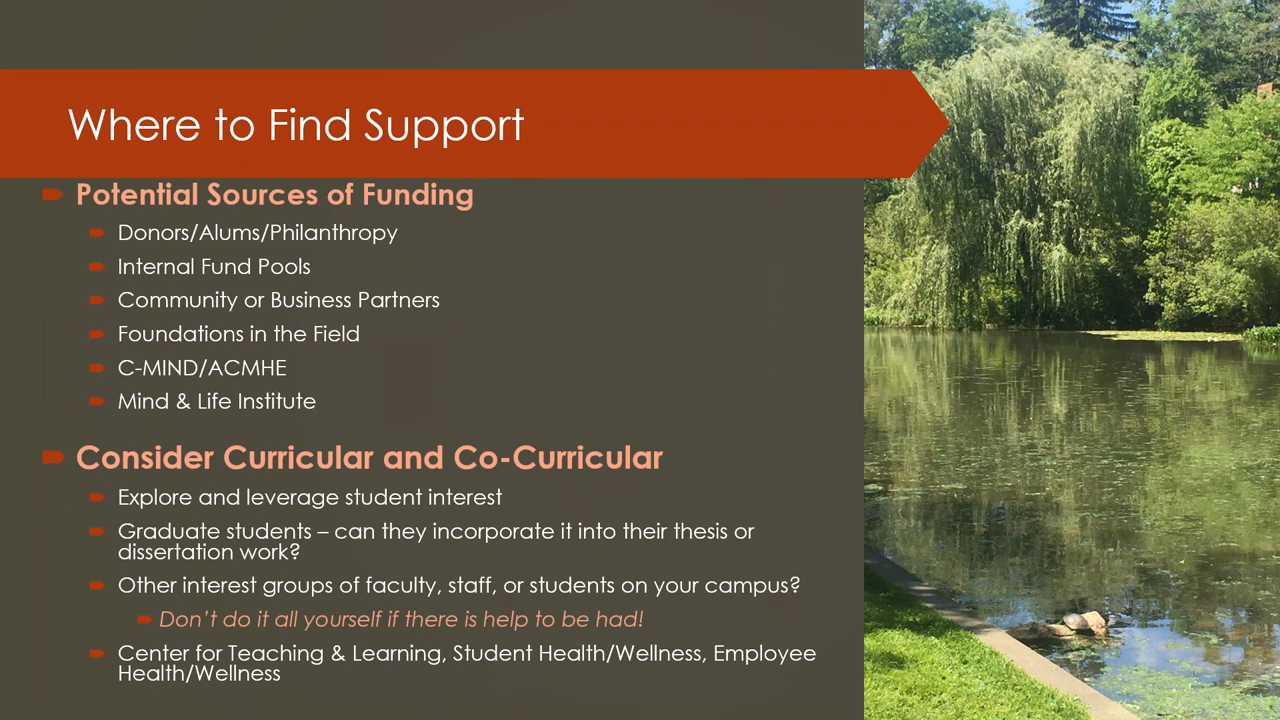 Where to Find Support
Potential Sources of Funding
Donors/Alums/Philanthropy
Internal Fund Pools
Community or Business Partners
Foundations in the Field
C-MIND/ACMHE
Mind & Life Institute
Consider Curricular and Co-Curricular
Explore and leverage student interest
Graduate students – can they incorporate it into their thesis or
dissertation work?
Other interest groups of faculty, staff, or students on your campus?
Don't do it all yourself if there is help to be had!
Center for Teaching & Learning, Student Health/Wellness, Employee
Health/Wellness